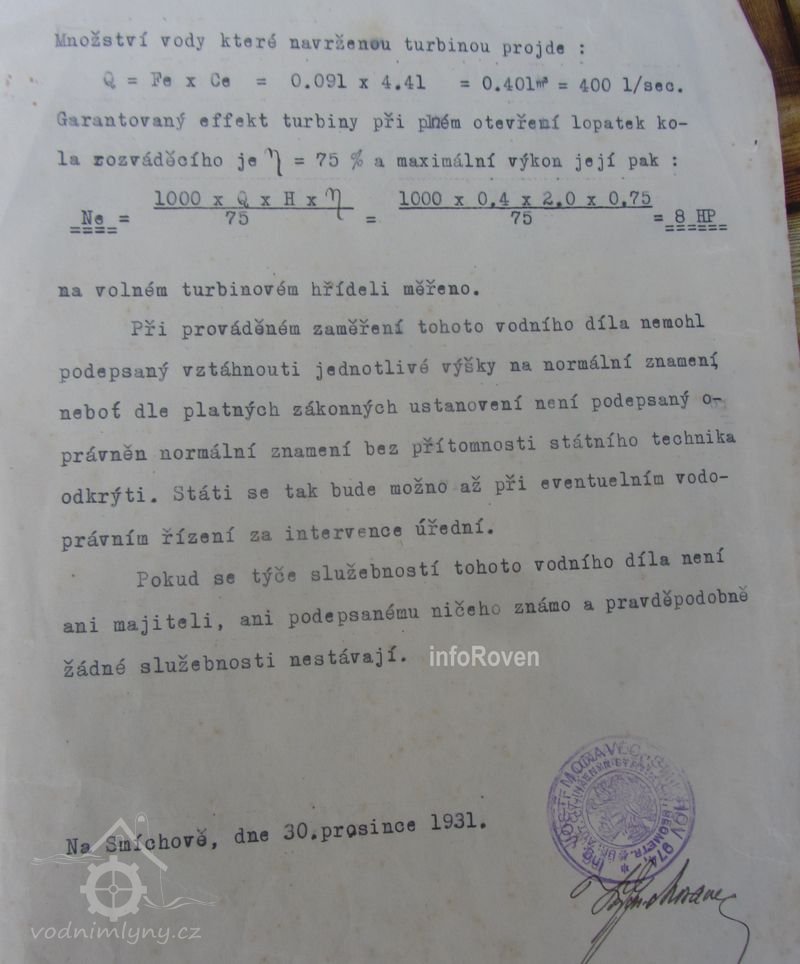 Množství vody které navrženou turbinou projde :
Q = Fe x Ce = 0.091 x 4.41 = 0.401m³ = 400 l/sec.
Garantovaný effekt turbiny při plném otevření lopatek ko-
la rozváděcího je η = 75 % a maximální výkon její pak :
Ne = 1000 x Q x H x η / 75 = 1000 x 0,4 x 2,0 x 0,75 / 75 = 8 HP
na volném turbinovém hřídeli měřeno.
Při prováděném zaměření tohoto vodního díla nemohl
podepsaný vztáhnouti jednotlivé výšky na normální znamení,
neboť dle platných zákonných ustanovení není podepsaný o-
právněn normální znamení bez přítomnosti státního technika
odkrýti. Státi se tak bude možno až při eventuelním vodo-
právním řízení za intervence úřední.
Pokud se týče služebností tohoto vodního díla není
ani majiteli, ani podepsanému ničeho známo a pravděpodobně
žádné služebnosti nestávají.
infoRoven
Na Smíchově, dne 30.prosince 1931.
vodnimlyny.cz